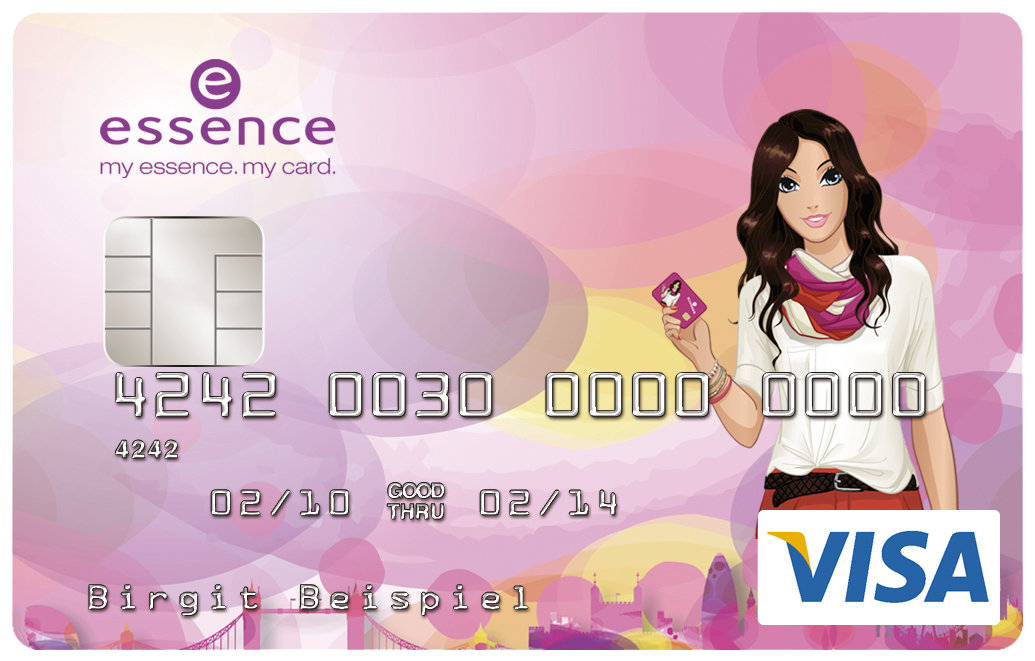 e
essence
my essence. my card.
4242 0030 0000 0000
4242
02/10 GOOD THRU 02/14
Birgit Beispiel
VISA